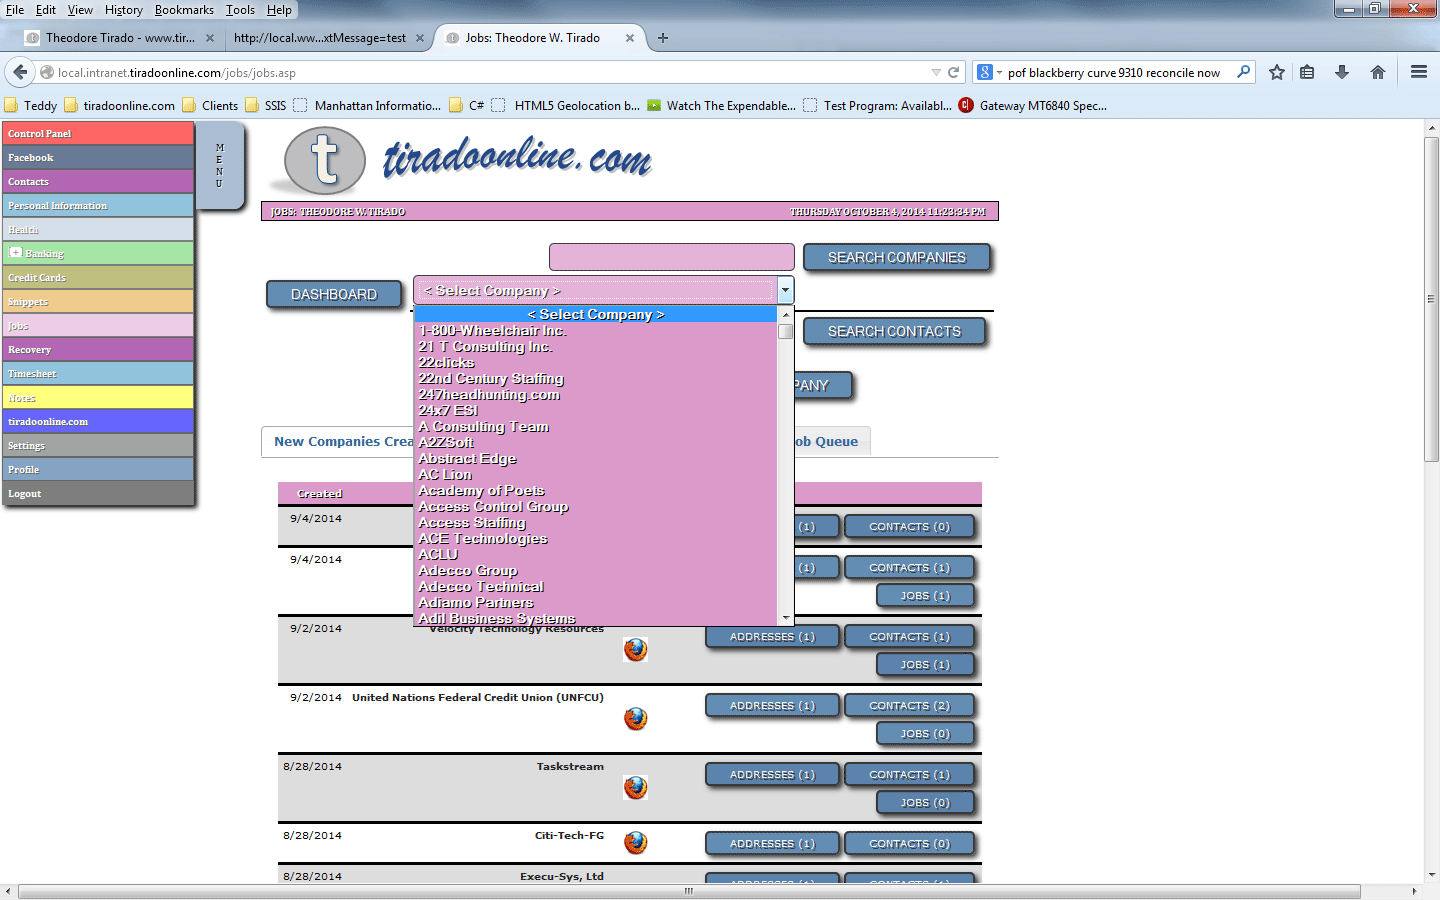 File Edit View History Bookmarks Tools Help
Theodore Tirado - www.tir... http://local.ww...xtMessage=test Jobs: Theodore W. Tirado
local.intranet.tiradoonline.com/jobs/jobs.asp pof blackberry curve 9310 reconcile now
Teddy tiradoonline.com Clients SSIS Manhattan Informatio... C# HTML5 Geolocation b... Watch The Expendable... Test Program: Availabl... Gateway MT6840 Spec...
Control Panel
Facebook
Contacts
Personal Information
Health
Banking
Credit Cards
Snippets
Jobs
Recovery
Timesheet
Notes
tiradoonline.com
Settings
Profile
Logout
M
E
N
U
t tiradoonline.com
JOBS: THEODORE W. TIRADO THURSDAY OCTOBER 4, 2014 11:23:34 PM
SEARCH COMPANIES
DASHBOARD < Select Company >
SEARCH CONTACTS
PANY
< Select Company >
1-800-Wheelchair Inc.
21 T Consulting Inc.
22clicks
22nd Century Staffing
247headhunting.com
24x7 ESI
A Consulting Team
A2ZSoft
Abstract Edge
AC Lion
Academy of Poets
Access Control Group
Access Staffing
ACE Technologies
ACLU
Adecco Group
Adecco Technical
Adiamo Partners
Adil Business Systems
New Companies Crea ob Queue
Created
9/4/2014 (1) CONTACTS (0)
9/4/2014 (1) CONTACTS (1)
JOBS (1)
9/2/2014 Velocity Technology Resources ADDRESSES (1) CONTACTS (1)
JOBS (1)
9/2/2014 United Nations Federal Credit Union (UNFCU) ADDRESSES (1) CONTACTS (2)
JOBS (0)
8/28/2014 Taskstream ADDRESSES (1) CONTACTS (1)
JOBS (0)
8/28/2014 Citi-Tech-FG ADDRESSES (1) CONTACTS (0)
8/28/2014 Execu-Sys, Ltd